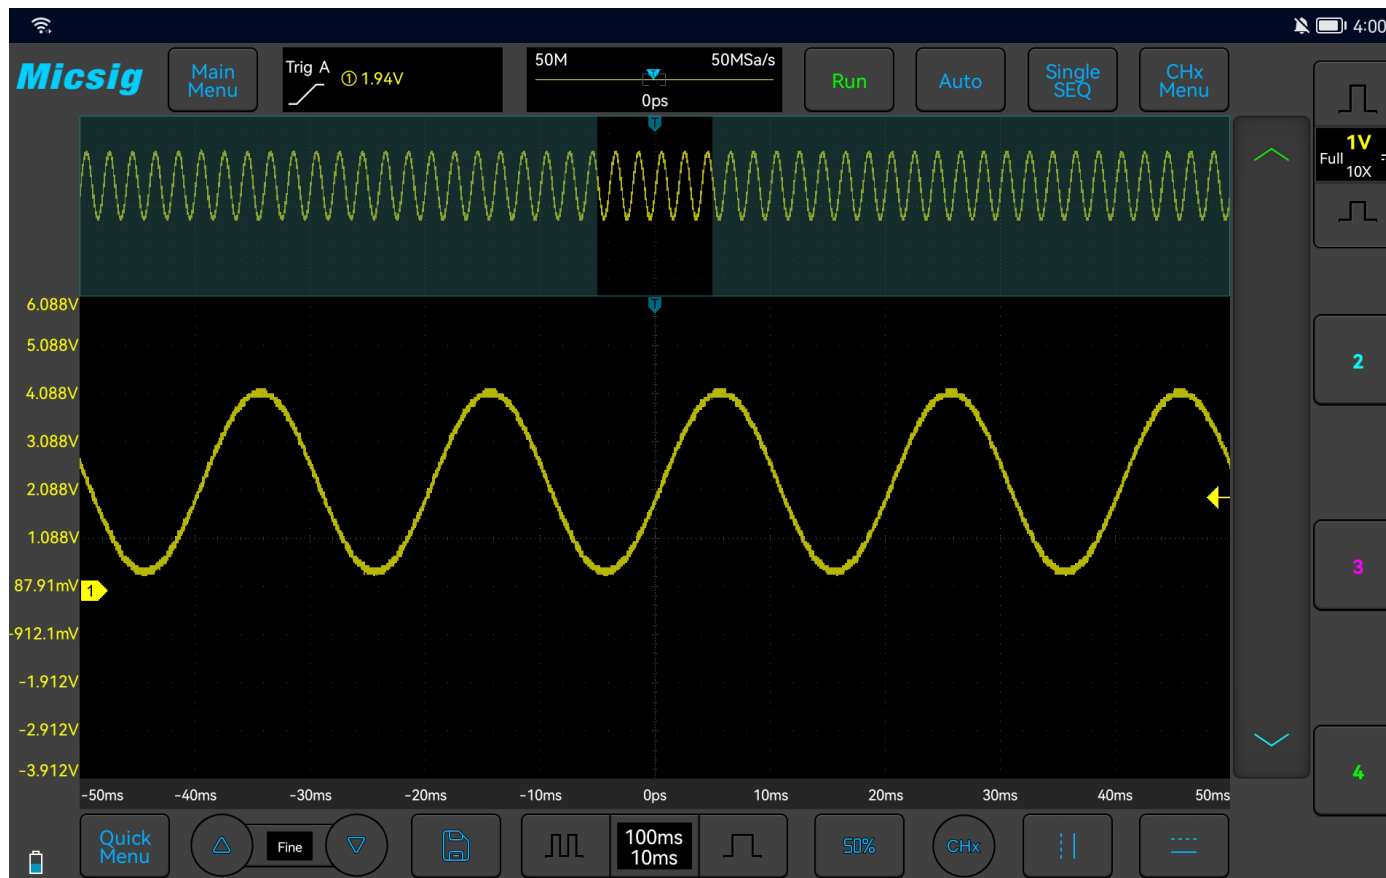 4:00
Micsig
Main
Menu
Trig A
① 1.94V
50M
50MSa/s
T
0ps
Run
Auto
Single
SEQ
CHx
Menu
1V
Full
10X
T
T
6.088V
5.088V
4.088V
3.088V
2.088V
1.088V
87.91mV
1
-912.1mV
-1.912V
-2.912V
-3.912V
2
3
4
-50ms
-40ms
-30ms
-20ms
-10ms
0ps
10ms
20ms
30ms
40ms
50ms
Quick
Menu
Fine
100ms
10ms
50%
CHx